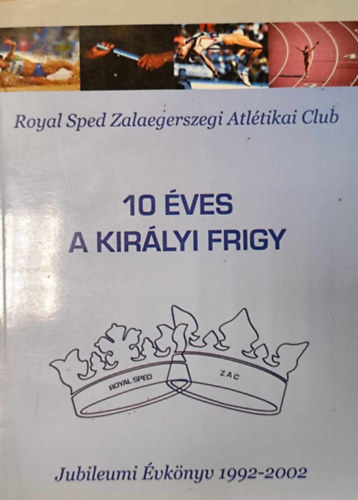 Royal Sped Zalaegerszegi Atlétikai Club
10 ÉVES
A KIRÁLYI FRIGY
ROYAL SPED
ZAC
Jubileumi Évkönyv 1992-2002